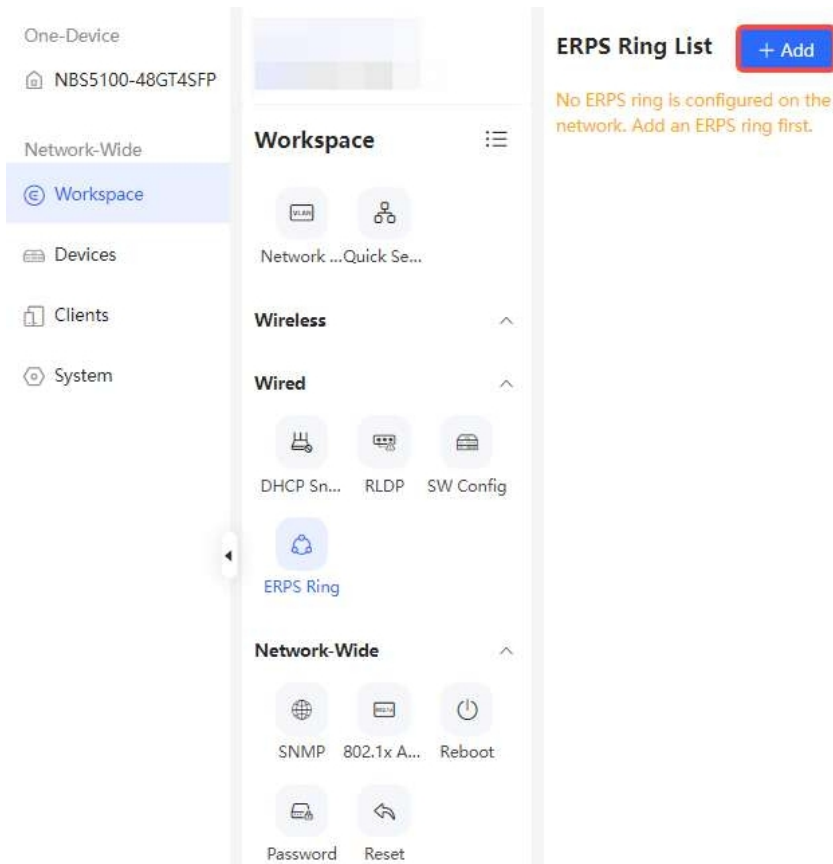 One-Device
NBS5100-48GT4SFP
Network-Wide
Workspace
Devices
Clients
System
Workspace
VLAN
Network ...
Quick Se...
Wireless
Wired
DHCP Sn...
RLDP
SW Config
ERPS Ring
Network-Wide
SNMP
802.1x A...
Reboot
Password
Reset
ERPS Ring List
+ Add
No ERPS ring is configured on the
network. Add an ERPS ring first.